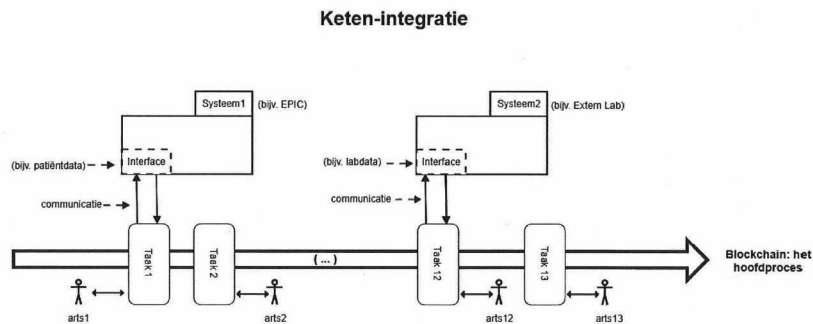 Keten-integratie
Systeem1
(bijv. EPIC)
Systeem2
(bijv. Extern Lab)
(bijv. patiëntdata)
Interface
(bijv. labdata)
Interface
communicatie
communicatie
Taak 1
Taak 2
(...)
Taak 12
Taak 13
Blockchain: het
hoofdproces
arts1
arts2
arts12
arts13